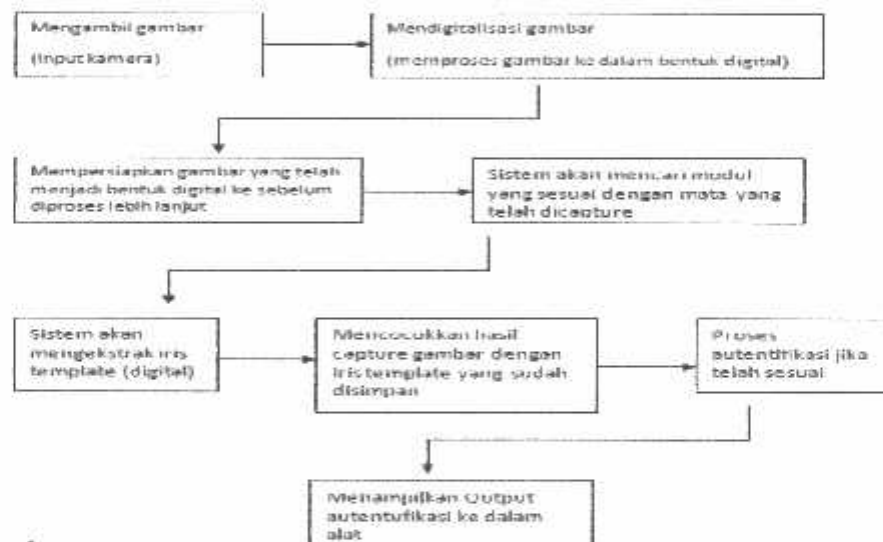 Mengambil gambar
(input kamera)
Mendigitalisasi gambar
(memproses gambar ke dalam bentuk digital)
Mempersiapkan gambar yang telah
menjadi bentuk digital ke sebelum
diproses lebih lanjut
Sistem akan mencari modul
yang sesuai dengan mata yang
telah dicapture
Sistem akan
mengekstrak iris
template (digital)
Mencocokkan hasil
capture gambar dengan
Iris template yang sudah
disimpan
Proses
autentifikasi jika
telah sesuai
Menampilkan Output
autentufikasi ke dalam
alat